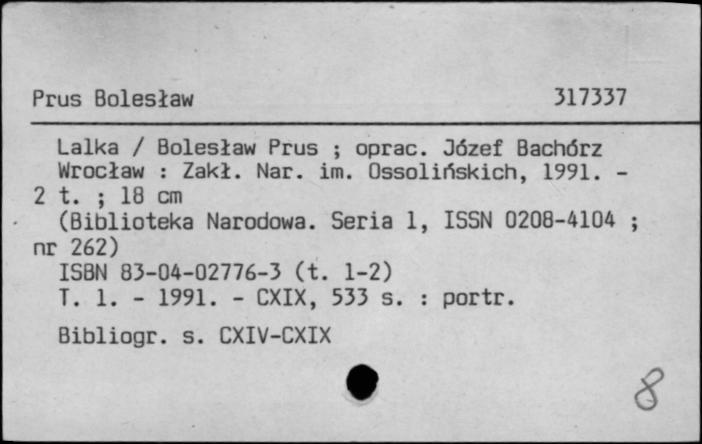 Prus Bolesław 317337
Lalka / Bolesław Prus ; oprac. Józef Bachórz
Wrocław : Zakł. Nar. im. Ossolińskich, 1991. -
2 t. ; 18 cm
(Biblioteka Narodowa. Seria 1, ISSN 0208-4104 ;
nr 262)
ISBN 83-04-02776-3 (t. 1-2)
T. 1. - 1991. - CXIX, 533 s. : portr.
Bibliogr. s. CXIV-CXIX
8